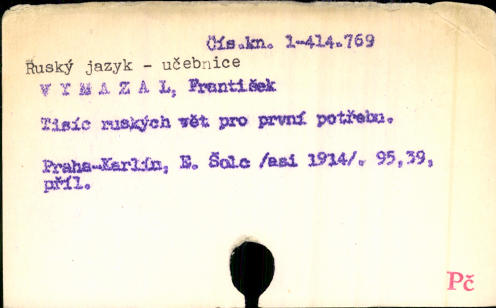 Čís.kn. 1-414.769
Ruský jazyk - učebnice
V Y M A Z A L, František
Tisíc ruských vět pro první potřebu.
Praha-Karlín, E. Šolc /asi 1914/. 95,39,
příl.
Pč